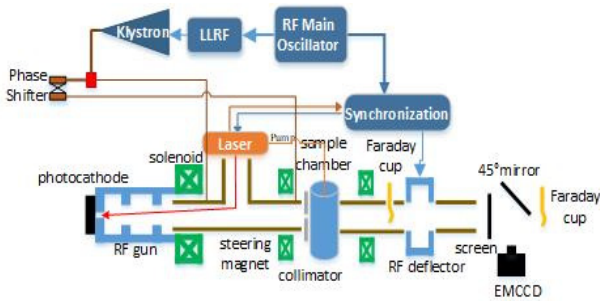 Klystron
LLRF
RF Main
Oscillator
Phase
Shifter
Synchronization
Laser
Pump
sample
chamber
Faraday
cup
45°mirror
solenoid
photocathode
Faraday
cup
RF gun
steering
magnet
collimator
RF deflector
screen
EMCCD